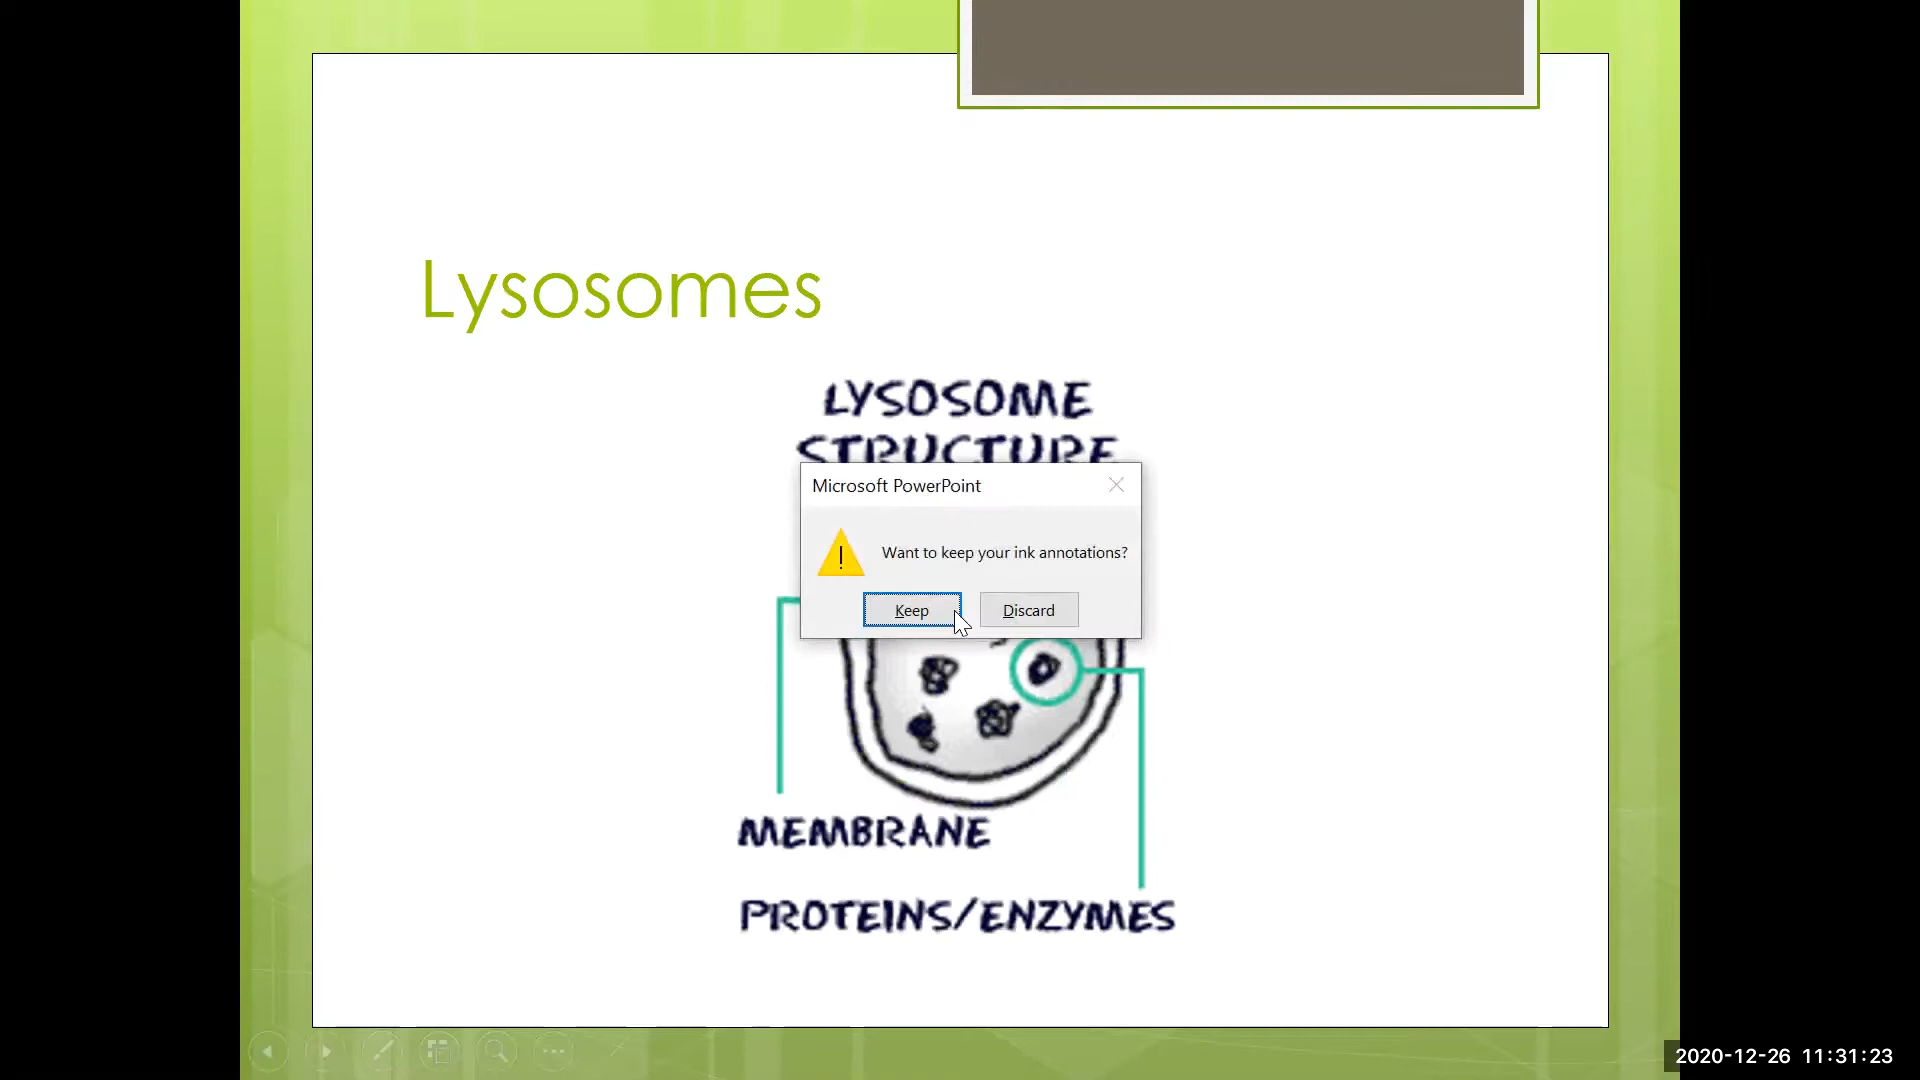 Lysosomes
LYSOSOME
STRUCTURE
Microsoft PowerPoint
Want to keep your ink annotations?
Keep
Discard
MEMBRANE
PROTEINS/ENZYMES
2020-12-26 11:31:23